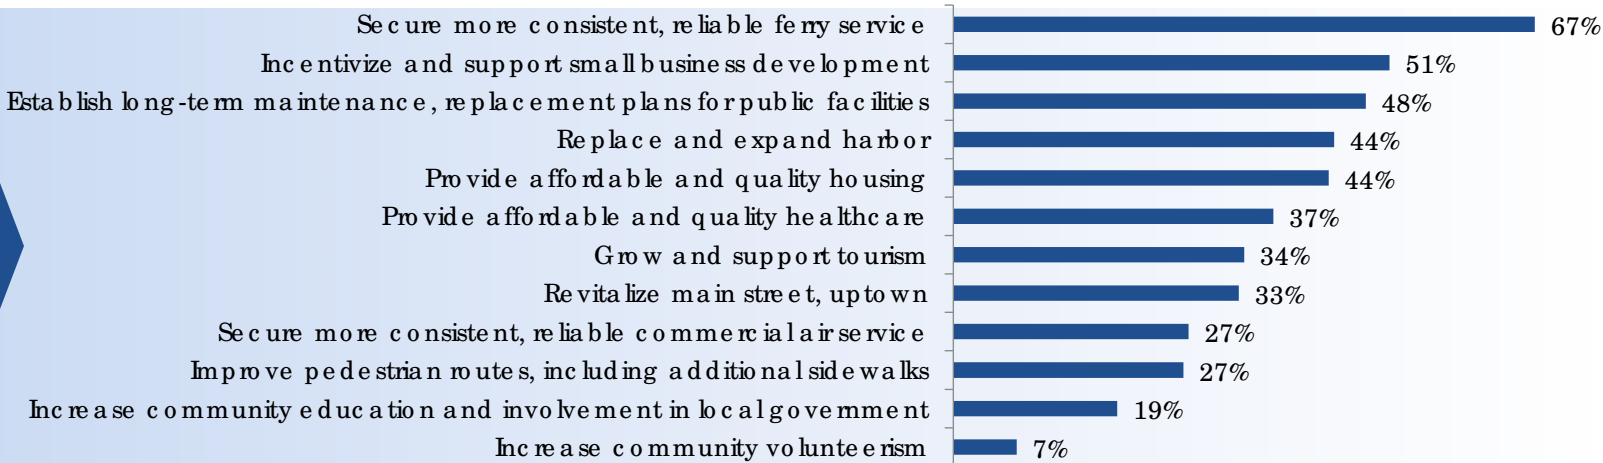 Secure more consistent, reliable ferry service 67%
Incentivize and support small business development 51%
Establish long-term maintenance, replacement plans for public facilities 48%
Replace and expand harbor 44%
Provide affordable and quality housing 44%
Provide affordable and quality healthcare 37%
Grow and support tourism 34%
Revitalize main street, uptown 33%
Secure more consistent, reliable commercial air service 27%
Improve pedestrian routes, including additional sidewalks 27%
Increase community education and involvement in local government 19%
Increase community volunteerism 7%